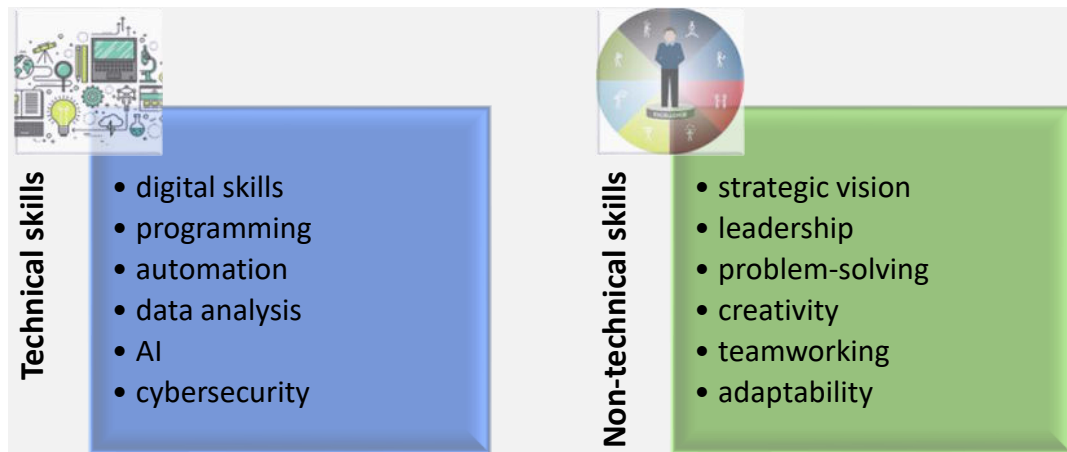 Technical skills
• digital skills
• programming
• automation
• data analysis
• AI
• cybersecurity
EXCELLENCE
Non-technical skills
• strategic vision
• leadership
• problem-solving
• creativity
• teamworking
• adaptability